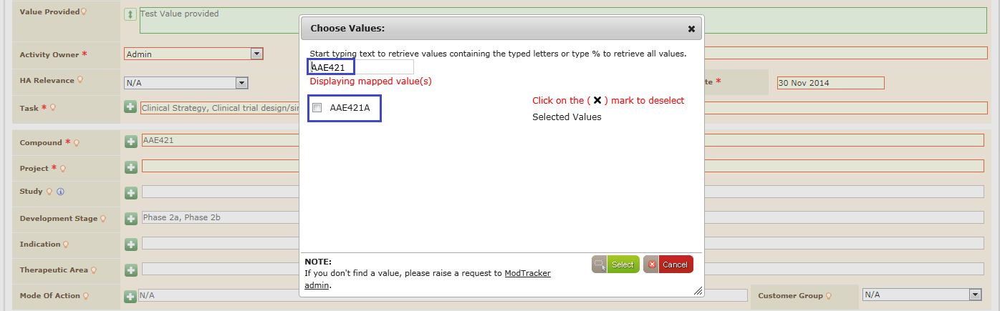 Value Provided
Test Value provided
Choose Values:
Activity Owner *
Admin
Start typing text to retrieve values containing the typed letters or type % to retrieve all values.
AAE421
HA Relevance
N/A
Displaying mapped value(s)
te *
30 Nov 2014
Task *
Clinical Strategy, Clinical trial design/sir
AAE421A
Click on the ( ✖ ) mark to deselect
Selected Values
Compound *
AAE421
Project *
Study
Development Stage
Phase 2a, Phase 2b
Indication
Therapeutic Area
NOTE:
If you don't find a value, please raise a request to ModTracker
admin.
Select
Cancel
Mode Of Action
N/A
Customer Group
N/A